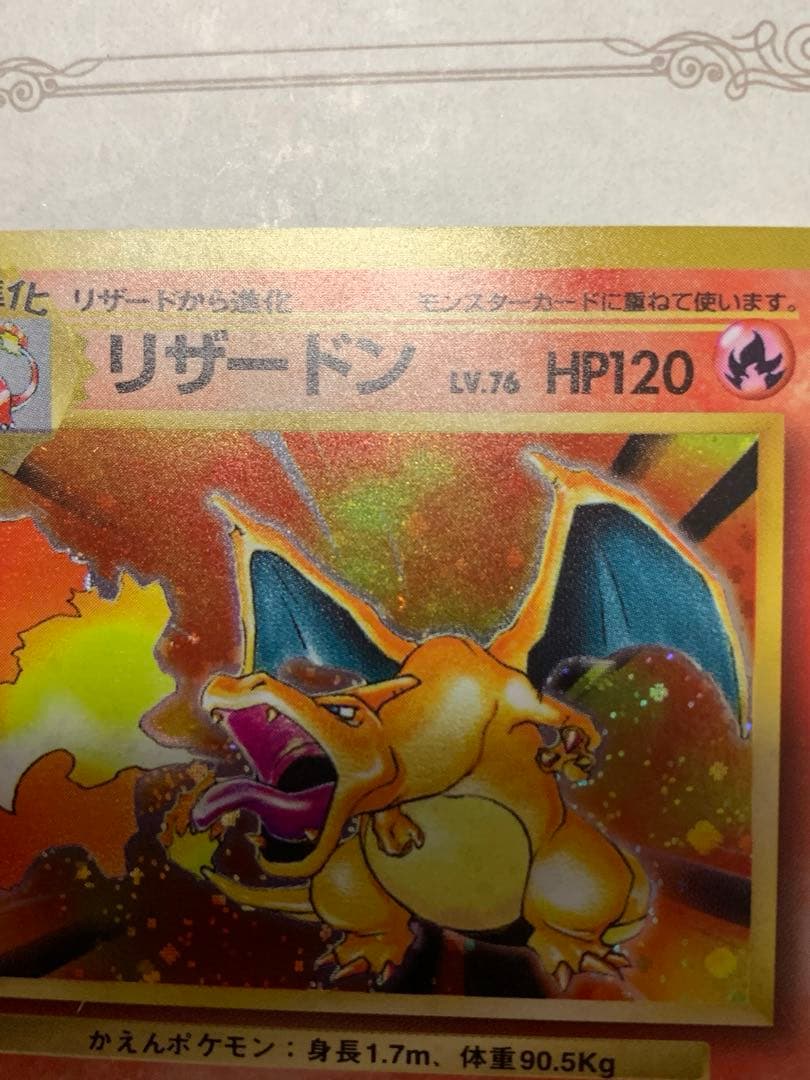 進化 リザードから進化 モンスターカードに重ねて使います。
リザードン LV.76 HP120
かえんポケモン：身長1.7m、体重90.5Kg